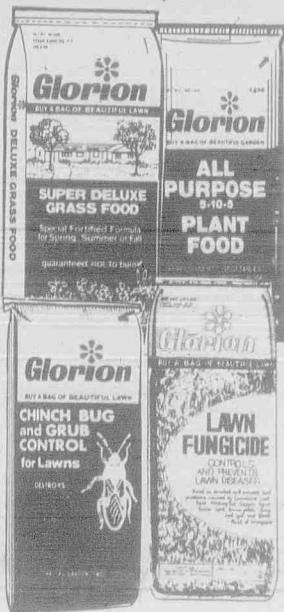 Glorion
BUY A BAG OF BEAUTIFUL LAWN
SUPER DELUXE
GRASS FOOD
Special Fortified Formula
for Spring, Summer or Fall
guaranteed not to burn!
Glorion DELUXE GRASS FOOD
Glorion
BUY A BAG OF BEAUTIFUL GARDEN
ALL
PURPOSE
5-10-5
PLANT
FOOD
Glorion
BUY A BAG OF BEAUTIFUL LAWN
CHINCH BUG
and GRUB
CONTROL
for Lawns
DESTROYS
Glorion
BUY A BAG OF BEAUTIFUL LAWN
LAWN
FUNGICIDE
CONTROLS
AND PREVENTS
LAWN DISEASES